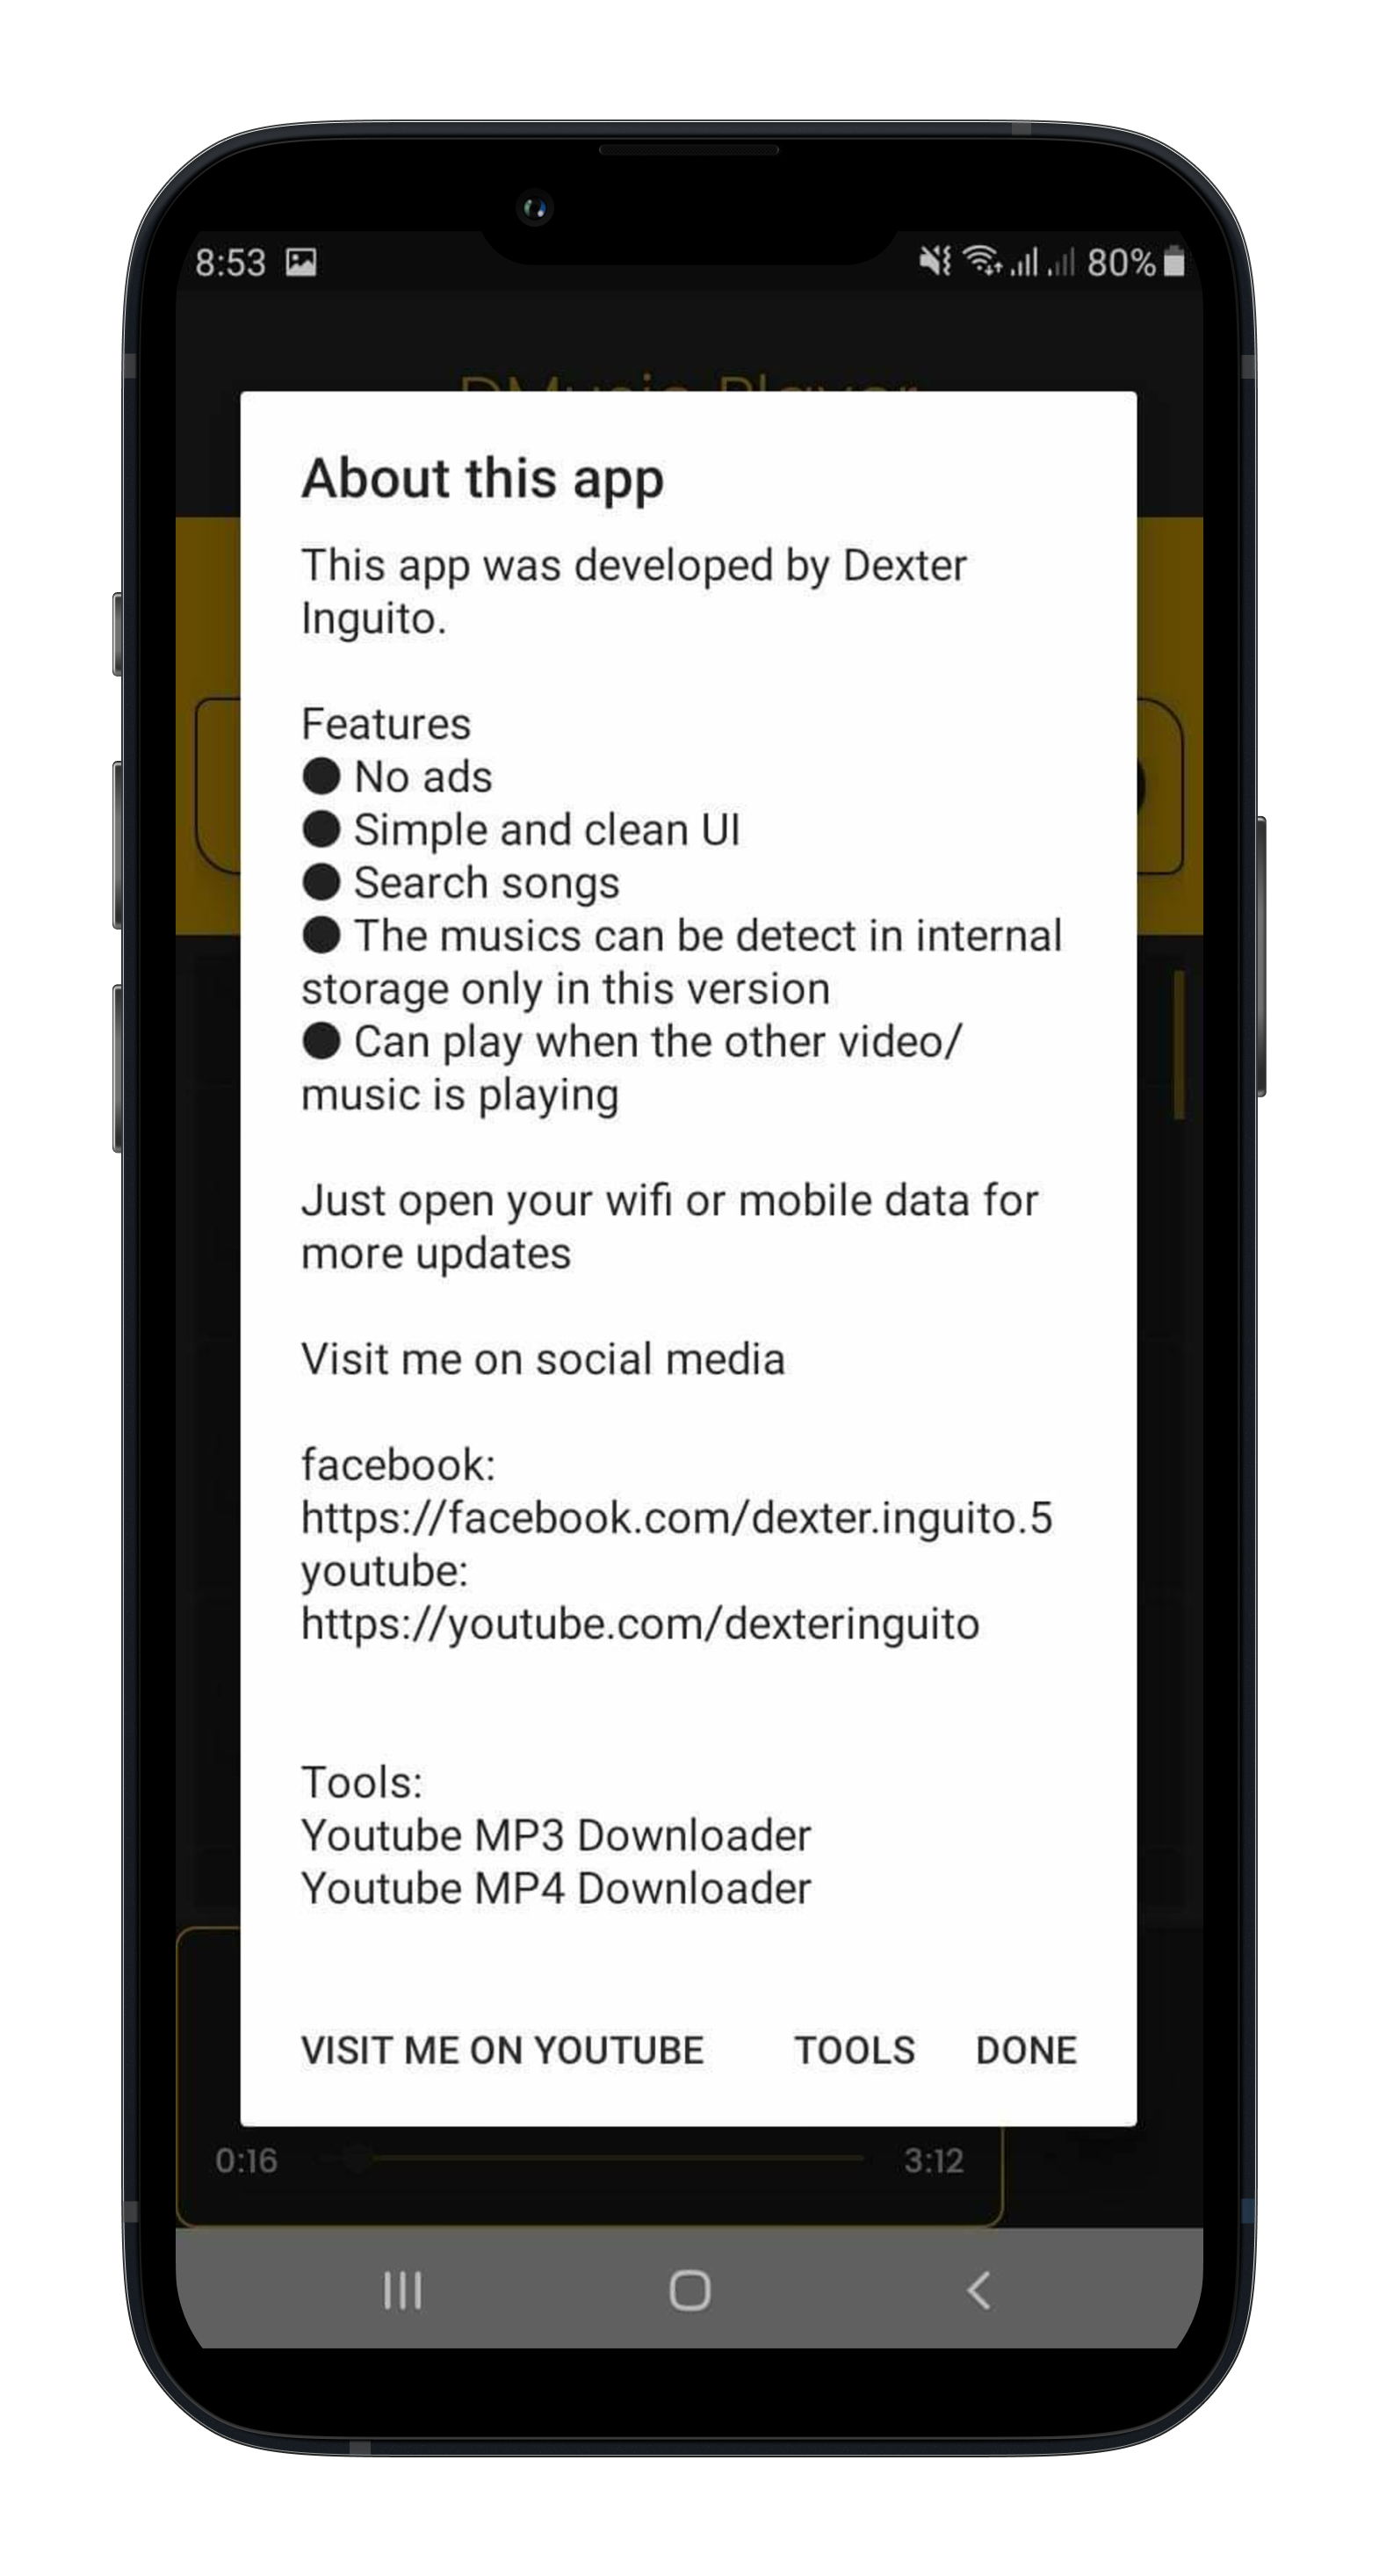 8:53
80%
DMusic Player
About this app
This app was developed by Dexter
Inguito.
Features
● No ads
● Simple and clean UI
● Search songs
● The musics can be detect in internal
storage only in this version
● Can play when the other video/
music is playing
Just open your wifi or mobile data for
more updates
Visit me on social media
facebook:
https://facebook.com/dexter.inguito.5
youtube:
https://youtube.com/dexteringuito
Tools:
Youtube MP3 Downloader
Youtube MP4 Downloader
VISIT ME ON YOUTUBE
TOOLS
DONE
0:16
3:12